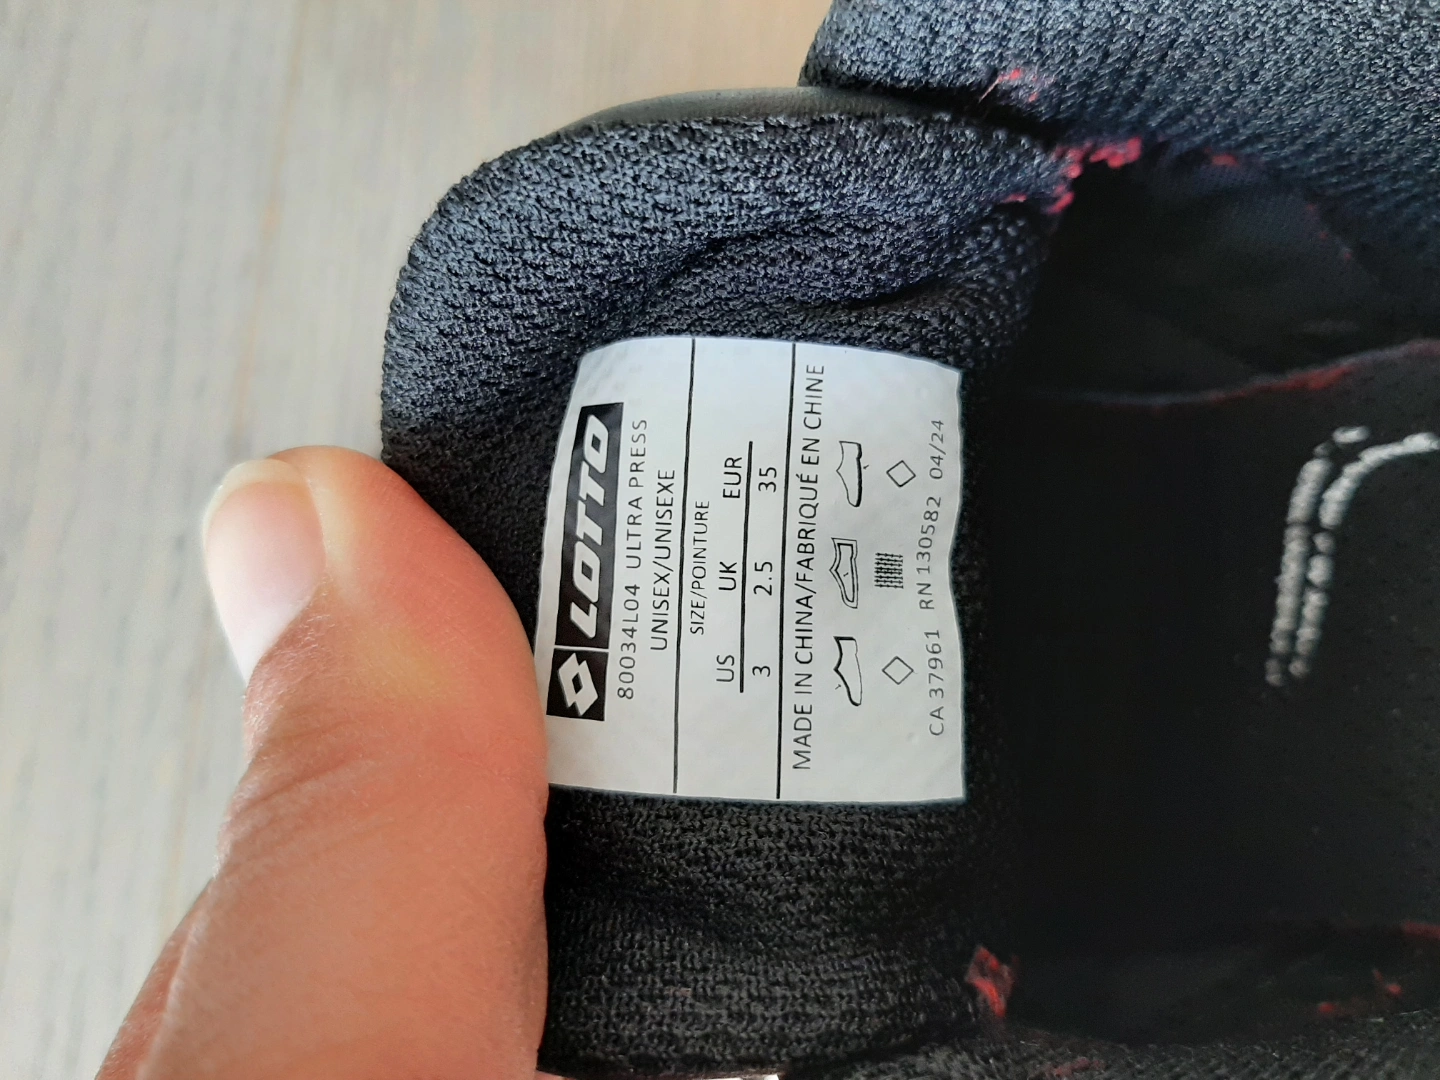 LOTTO
80034L04 ULTRA PRESS
UNISEX/UNISEXE
SIZE/POINTURE
US UK EUR
3 2.5 35
MADE IN CHINA/FABRIQUÉ EN CHINE
CA 37961 RN 130582 04/24